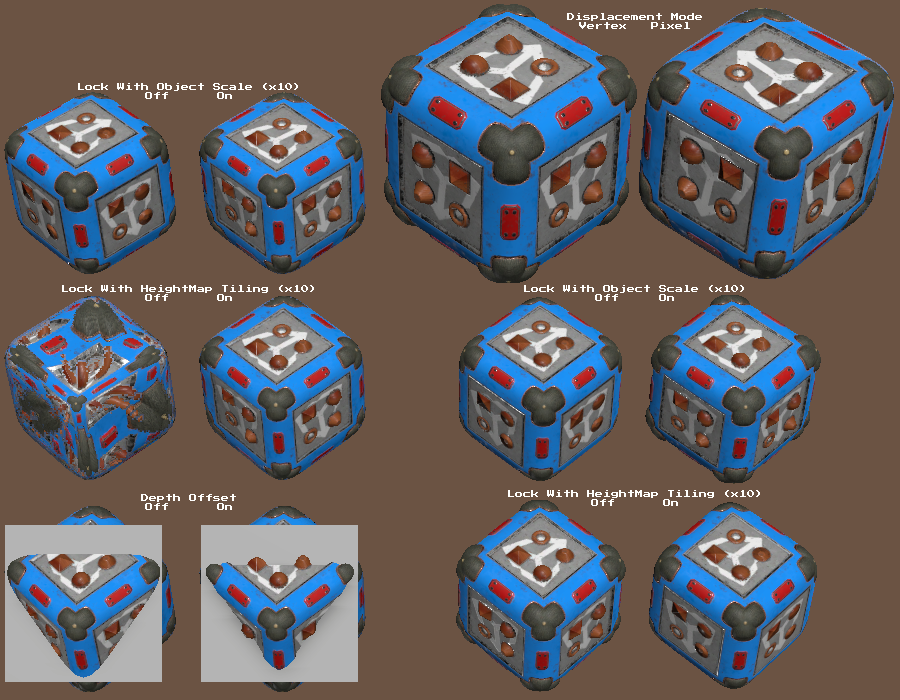 Displacement Mode
Vertex Pixel
Lock With Object Scale (x10)
Off On
Lock With HeightMap Tiling (x10)
Off On
Lock With Object Scale (x10)
Off On
Depth Offset
Off On
Lock With HeightMap Tiling (x10)
Off On